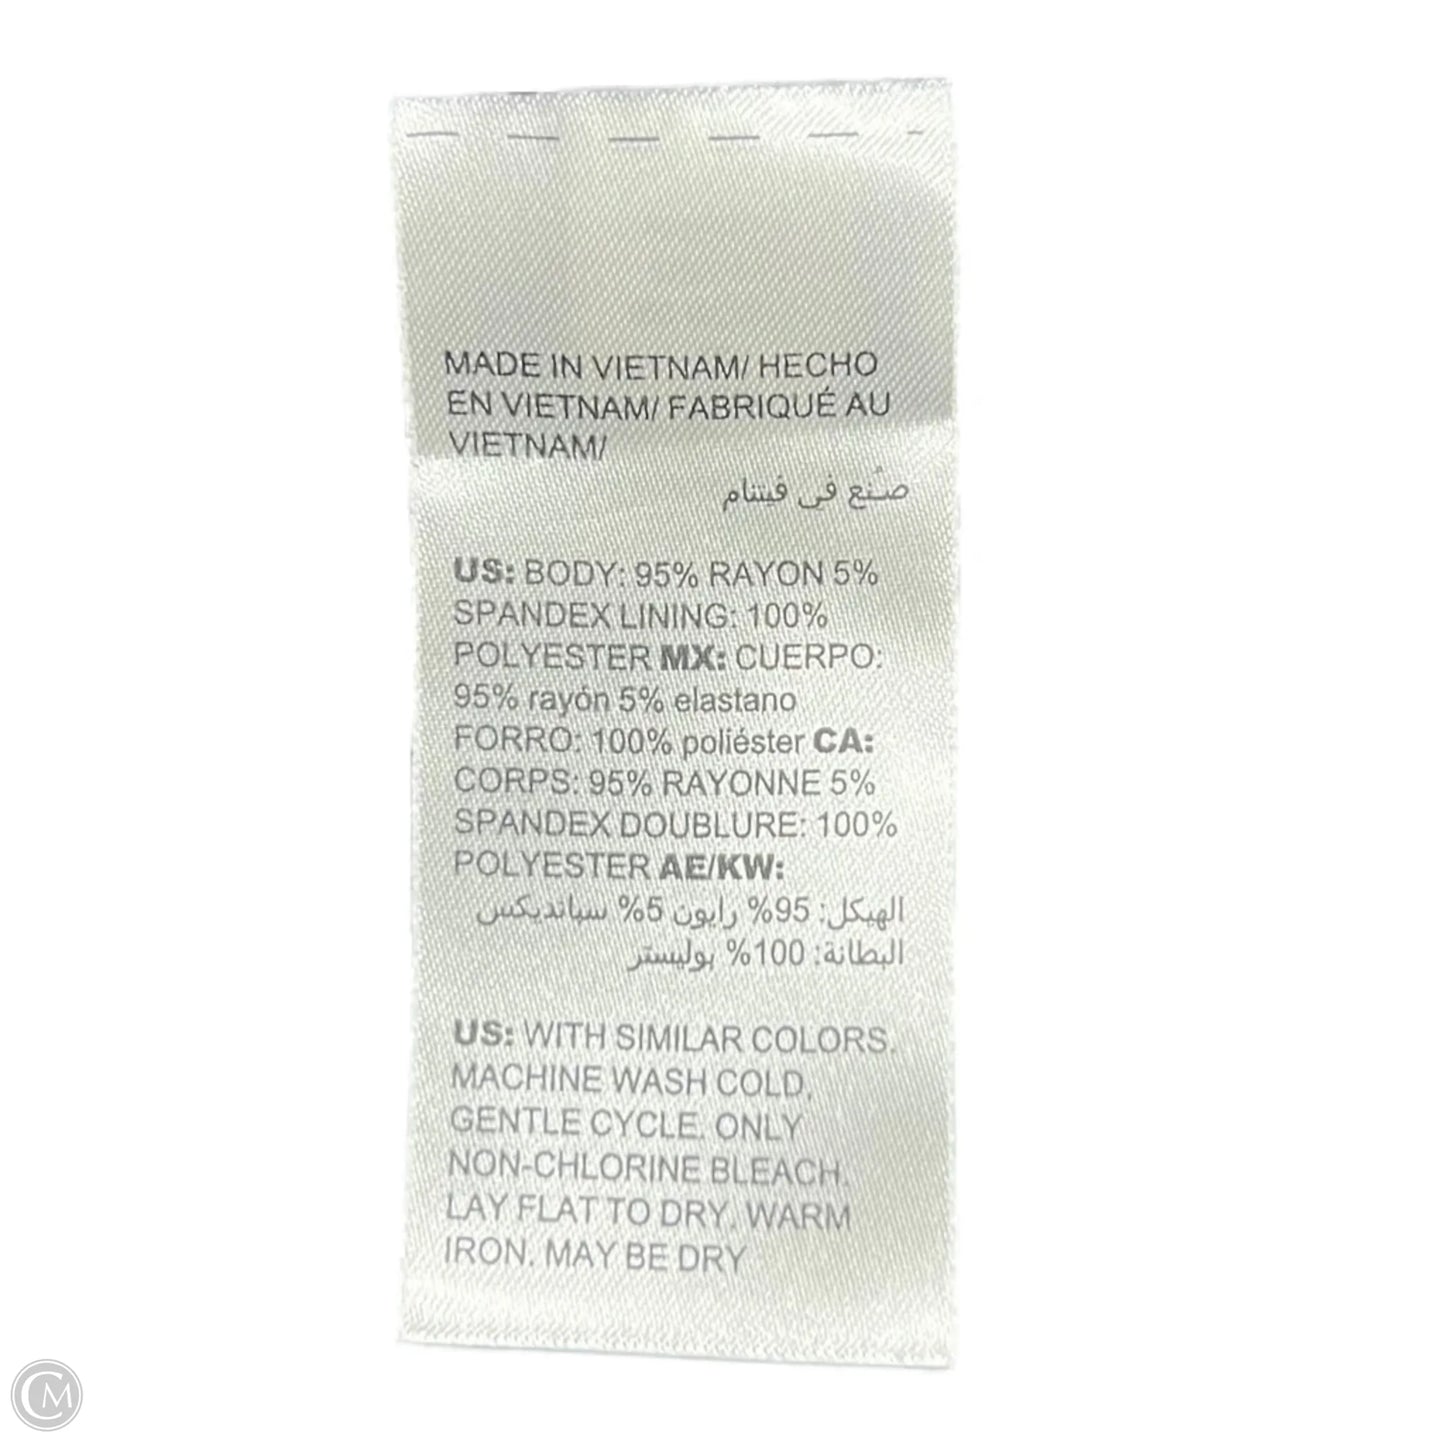 MADE IN VIETNAM/ HECHO
EN VIETNAM/ FABRIQUÉ AU
VIETNAM/
صُنع في فيتنام
US: BODY: 95% RAYON 5%
SPANDEX LINING: 100%
POLYESTER MX: CUERPO:
95% rayón 5% elastano
FORRO: 100% poliéster CA:
CORPS: 95% RAYONNE 5%
SPANDEX DOUBLURE: 100%
POLYESTER AE/KW:
الهيكل: 95% رايون 5% سباندیکس
البطانة: 100% بوليستر
US: WITH SIMILAR COLORS.
MACHINE WASH COLD,
GENTLE CYCLE. ONLY
NON-CHLORINE BLEACH.
LAY FLAT TO DRY. WARM
IRON. MAY BE DRY
CM